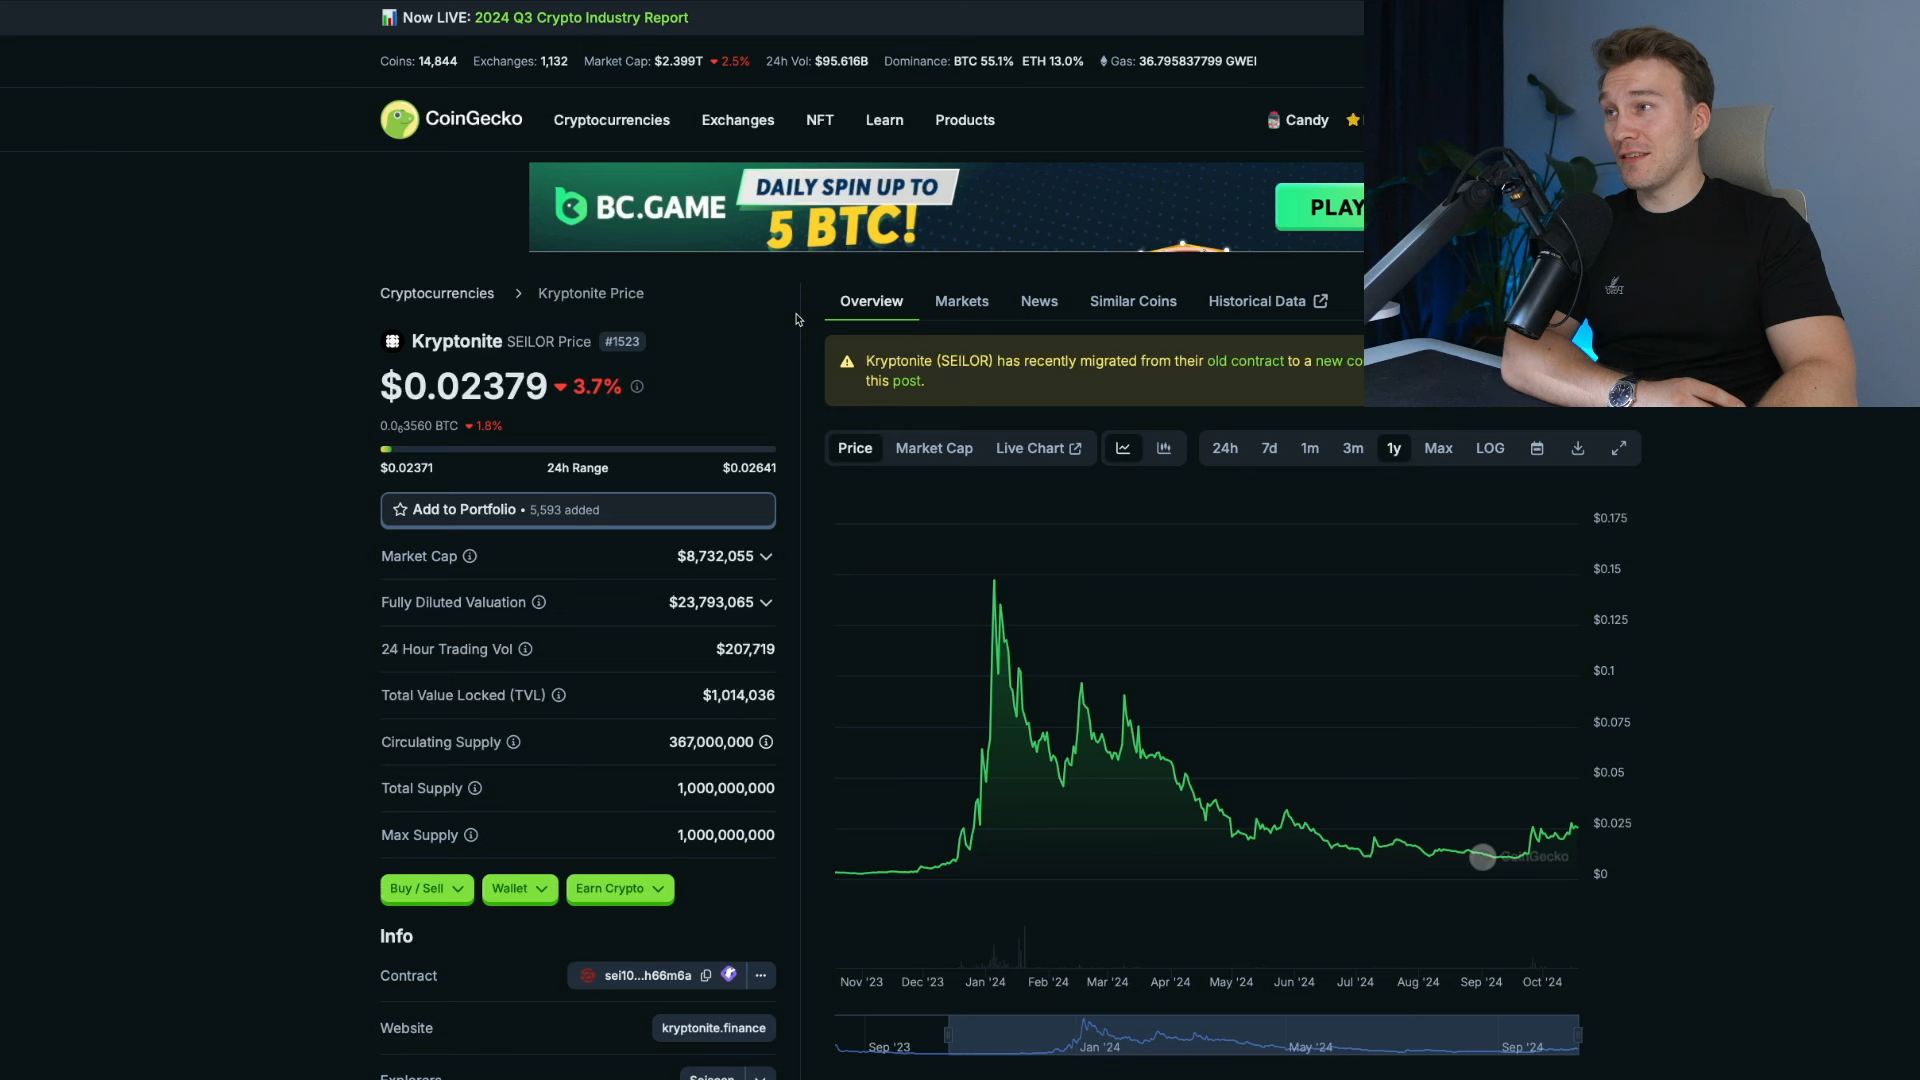 Now LIVE: 2024 Q3 Crypto Industry Report
Coins: 14,844 Exchanges: 1,132 Market Cap: $2.399T 2.5% 24h Vol: $95.616B Dominance: BTC 55.1% ETH 13.0% Gas: 36.795837799 GWEI
CoinGecko Cryptocurrencies Exchanges NFT Learn Products Candy
BC.GAME DAILY SPIN UP TO 5 BTC! PLAY
Cryptocurrencies > Kryptonite Price
Kryptonite SEILOR Price #1523
$0.02379 3.7%
0.0₆3560 BTC 1.8%
$0.02371 24h Range $0.02641
Add to Portfolio • 5,593 added
Market Cap $8,732,055
Fully Diluted Valuation $23,793,065
24 Hour Trading Vol $207,719
Total Value Locked (TVL) $1,014,036
Circulating Supply 367,000,000
Total Supply 1,000,000,000
Max Supply 1,000,000,000
Buy / Sell Wallet Earn Crypto
Info
Contract sei10...h66m6a
Website kryptonite.finance
Explorers Seiscan
Overview Markets News Similar Coins Historical Data
Kryptonite (SEILOR) has recently migrated from their old contract to a new co
this post.
Price Market Cap Live Chart 24h 7d 1m 3m 1y Max LOG
$0.175
$0.15
$0.125
$0.1
$0.075
$0.05
$0.025
$0
CoinGecko
Nov '23 Dec '23 Jan '24 Feb '24 Mar '24 Apr '24 May '24 Jun '24 Jul '24 Aug '24 Sep '24 Oct '24
Sep '23 Jan '24 May '24 Sep '24